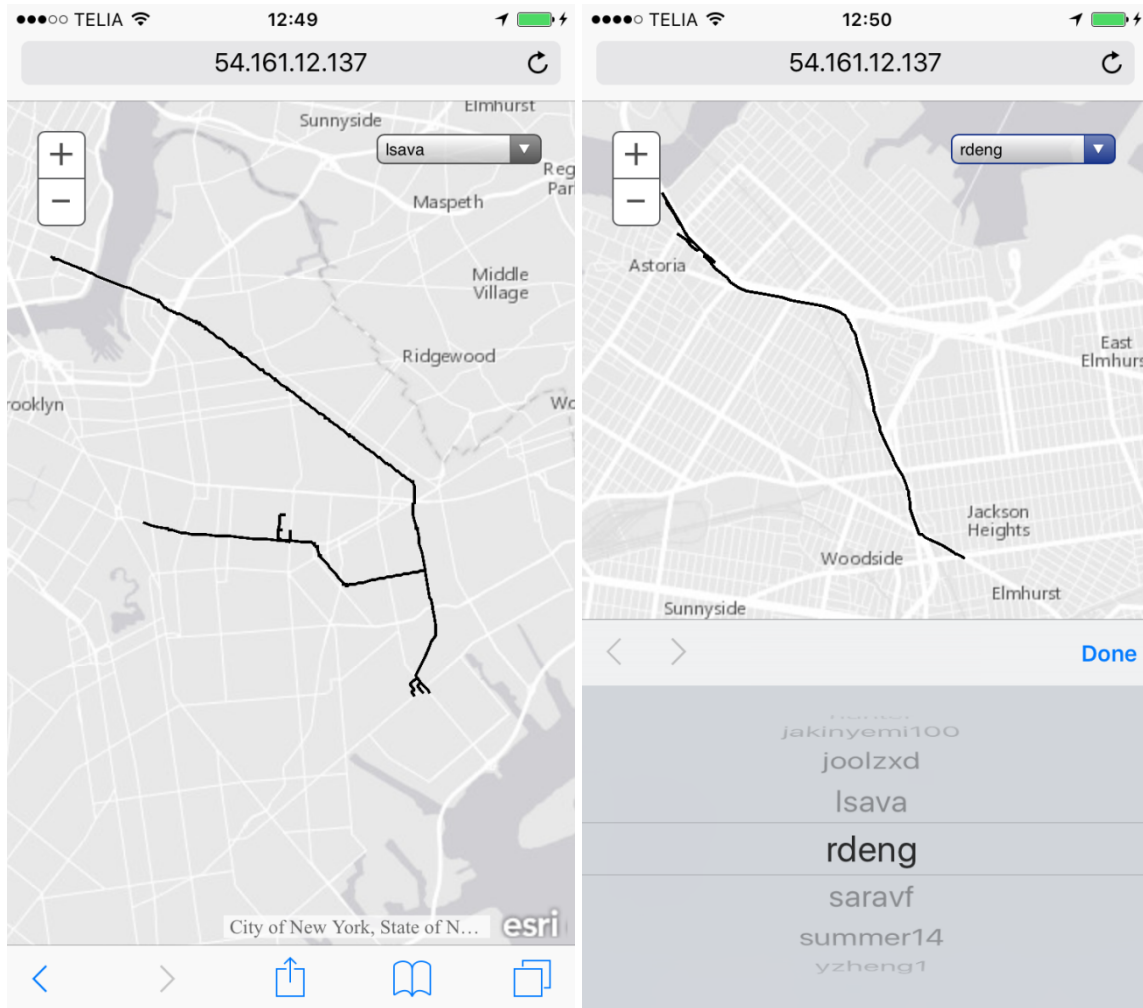 TELIA 12:49
54.161.12.137
Elmhurst
Sunnyside
+
lsava
Reg
Par
−
Maspeth
Middle
Village
Ridgewood
rooklyn
Wo
City of New York, State of N...
esri
TELIA 12:50
54.161.12.137
+
rdeng
−
Astoria
East
Elmhurs
Jackson
Heights
Woodside
Elmhurst
Sunnyside
Done
jakinyemi100
joolzxd
lsava
rdeng
saravf
summer14
yzheng1